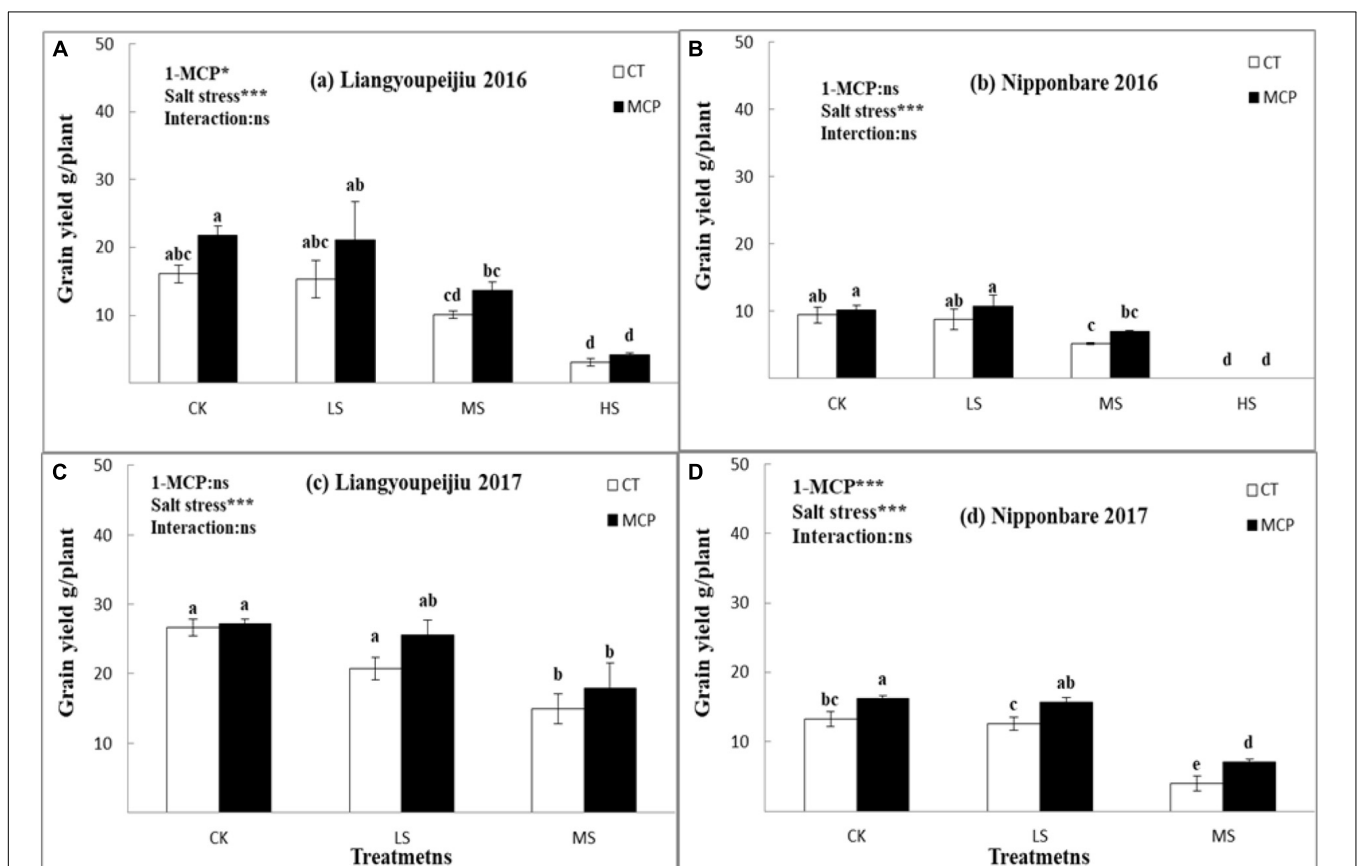 A
50
1-MCP*
Salt stress***
Interaction:ns
(a) Liangyoupeijiu 2016
CT
MCP
40
30
20
10
Grain yield g/plant
abc
a
abc
ab
cd
bc
d
d
CK
LS
MS
HS
B
50
1-MCP:ns
Salt stress***
Interction:ns
(b) Nipponbare 2016
CT
MCP
40
30
20
10
Grain yield g/plant
ab
a
ab
a
c
bc
d
d
CK
LS
MS
HS
C
50
1-MCP:ns
Salt stress***
Interaction:ns
(c) Liangyoupeijiu 2017
CT
MCP
40
30
20
10
Grain yield g/plant
a
a
a
ab
b
b
CK
LS
MS
Treatmetns
D
50
1-MCP***
Salt stress***
Interaction:ns
(d) Nipponbare 2017
CT
MCP
40
30
20
10
Grain yield g/plant
bc
a
c
ab
e
d
CK
LS
MS
Treatmetns